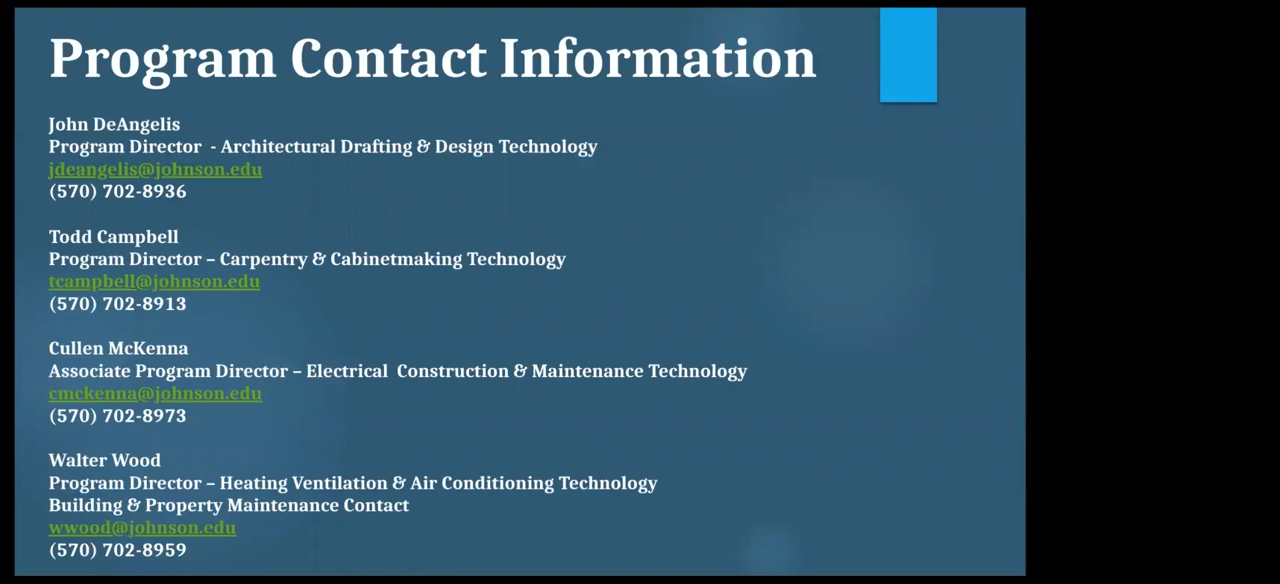 Program Contact Information
John DeAngelis
Program Director  - Architectural Drafting & Design Technology
jdeangelis@johnson.edu
(570) 702-8936
Todd Campbell
Program Director – Carpentry & Cabinetmaking Technology
tcampbell@johnson.edu
(570) 702-8913
Cullen McKenna
Associate Program Director – Electrical  Construction & Maintenance Technology
cmckenna@johnson.edu
(570) 702-8973
Walter Wood
Program Director – Heating Ventilation & Air Conditioning Technology
Building & Property Maintenance Contact
wwood@johnson.edu
(570) 702-8959